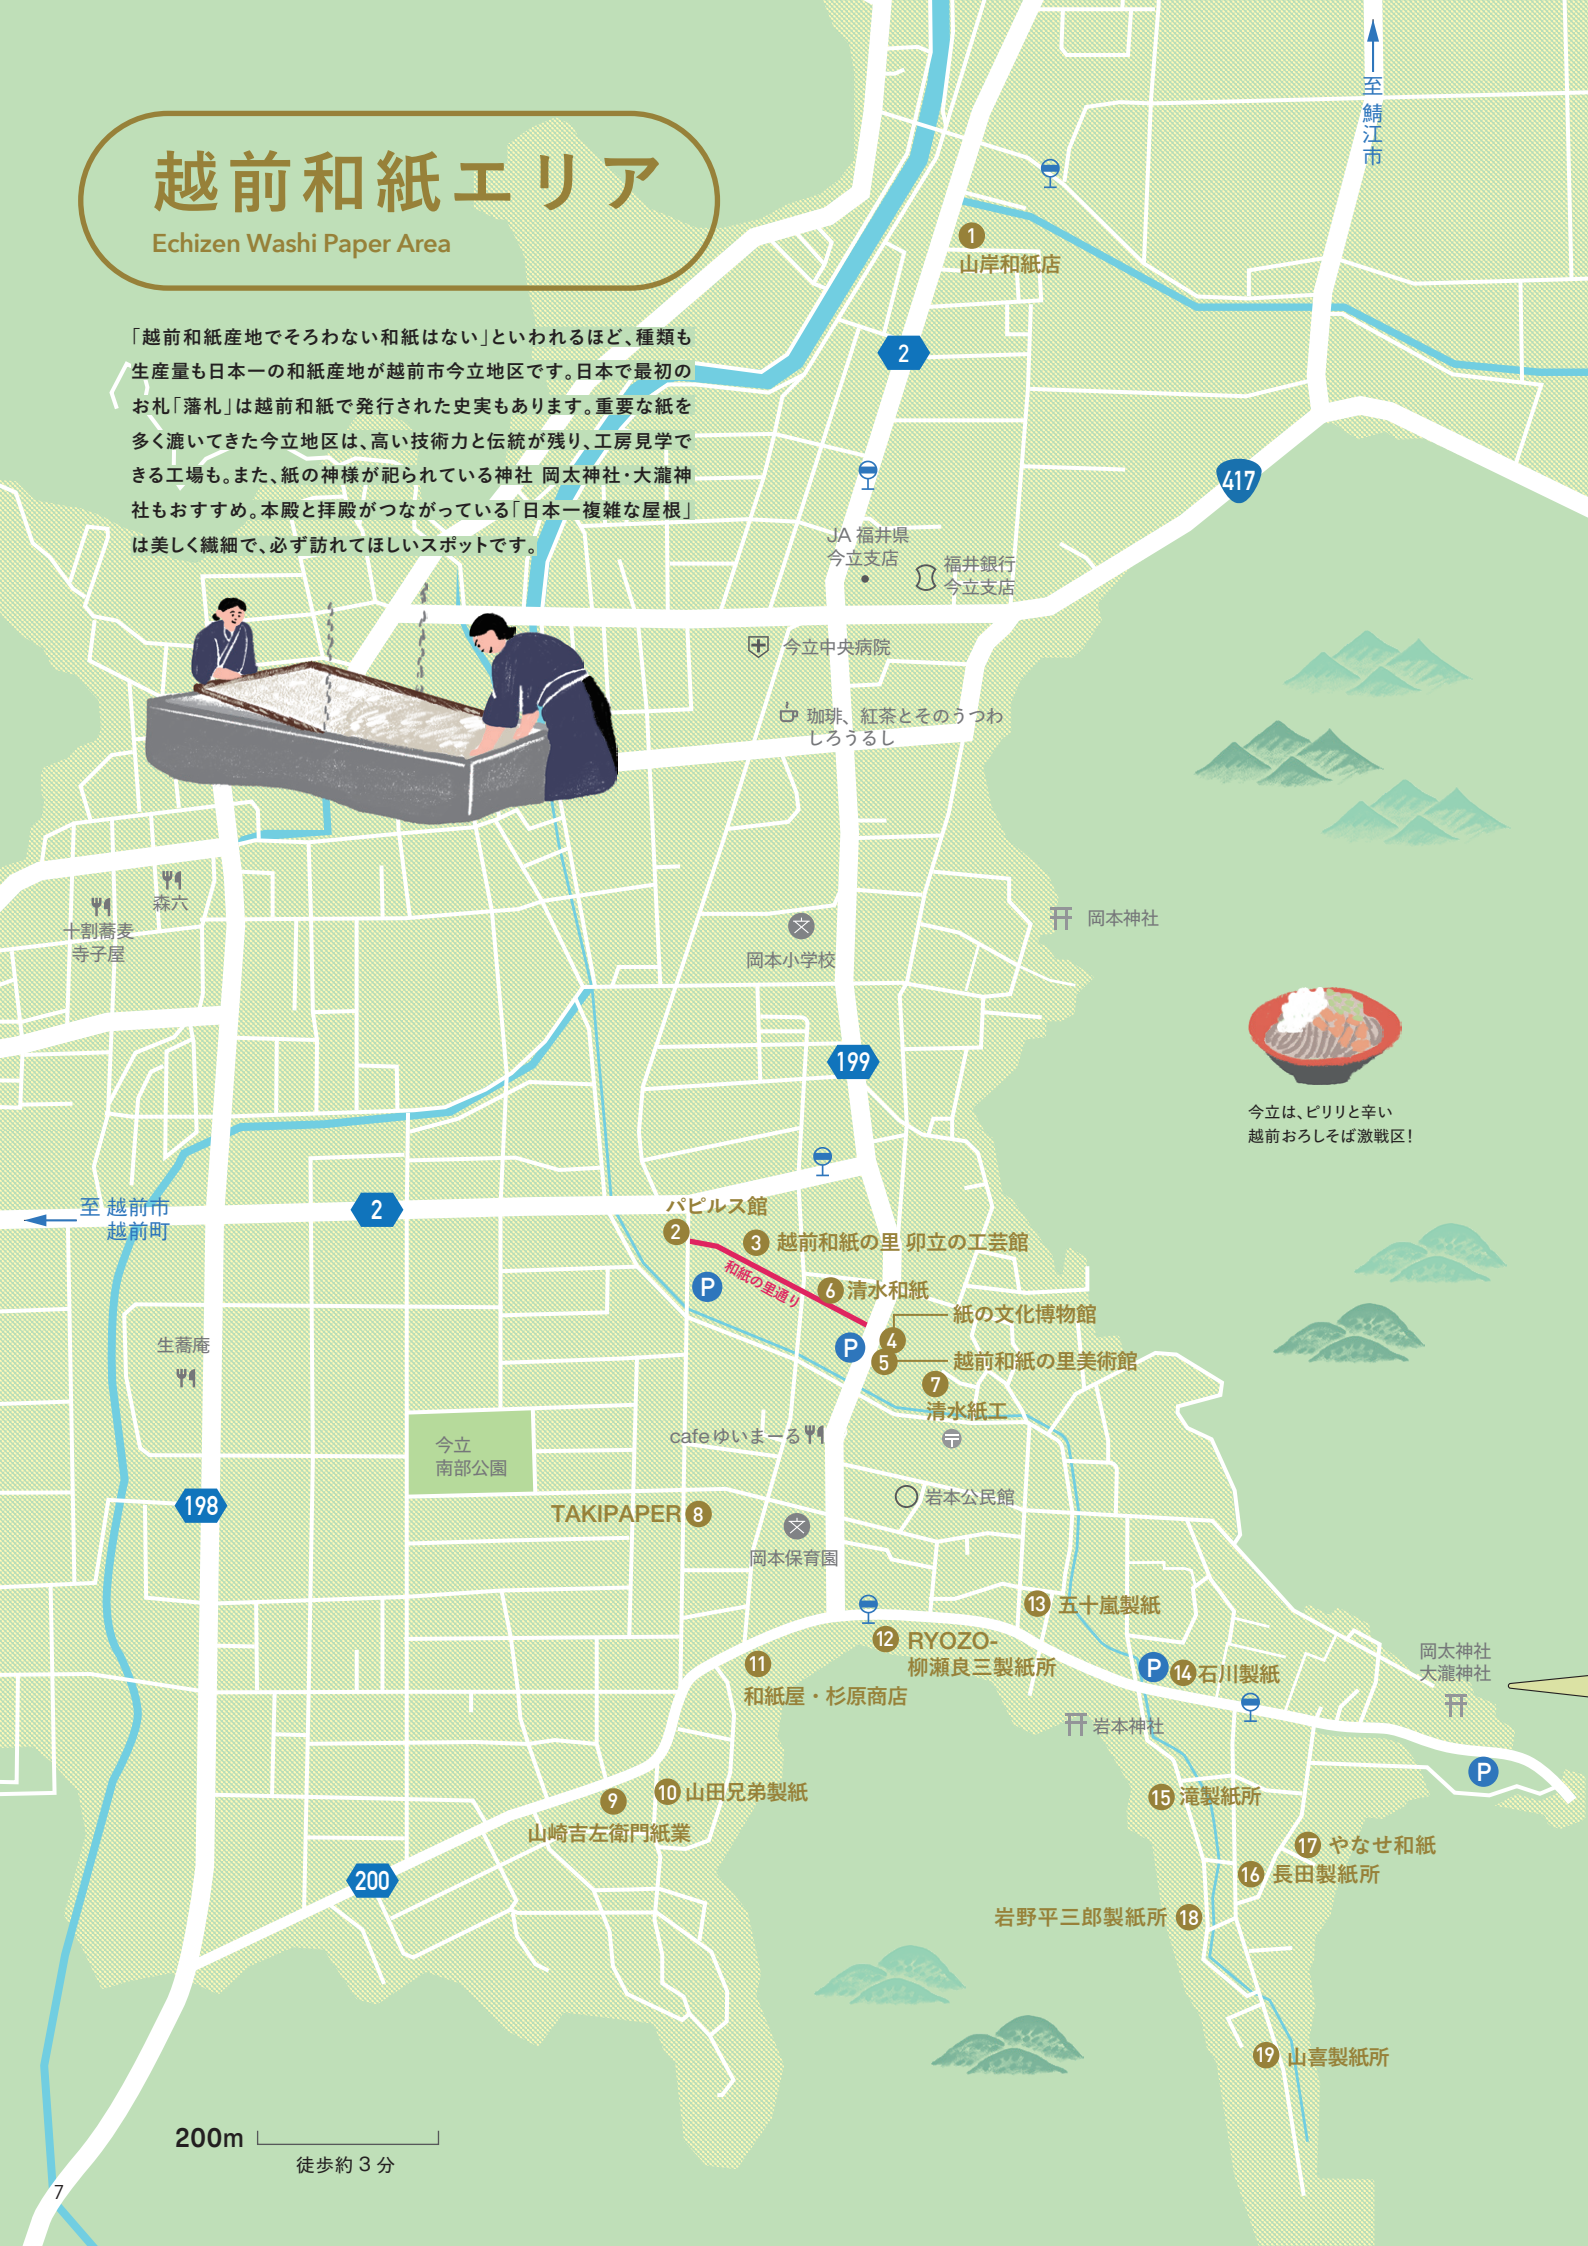 越前和紙エリア
Echizen Washi Paper Area
「越前和紙産地でそろわない和紙はない」といわれるほど、種類も
生産量も日本一の和紙産地が越前市今立地区です。日本で最初の
お札「藩札」は越前和紙で発行された史実もあります。重要な紙を
多く漉いてきた今立地区は、高い技術力と伝統が残り、工房見学で
きる工場も。また、紙の神様が祀られている神社 岡太神社・大瀧神
社もおすすめ。本殿と拝殿がつながっている「日本一複雑な屋根」
は美しく繊細で、必ず訪れてほしいスポットです。
至 鯖江市
1
山岸和紙店
2
417
JA 福井県
今立支店
福井銀行
今立支店
今立中央病院
珈琲、紅茶とそのうつわ
しろうるし
森六
十割蕎麦
寺子屋
岡本小学校
岡本神社
199
今立は、ピリリと辛い
越前おろしそば激戦区!
至 越前市
越前町
2
パピルス館
2
3 越前和紙の里 卯立の工芸館
和紙の里通り
P
6 清水和紙
紙の文化博物館
4
P
5
越前和紙の里美術館
7
清水紙工
生蕎庵
cafeゆいまーる
今立
南部公園
岩本公民館
198
TAKIPAPER 8
岡本保育園
13 五十嵐製紙
12 RYOZO-
柳瀬良三製紙所
11
和紙屋・杉原商店
P
14 石川製紙
岡太神社
大瀧神社
岩本神社
P
9
山崎吉左衛門紙業
10 山田兄弟製紙
15 滝製紙所
17 やなせ和紙
16 長田製紙所
200
岩野平三郎製紙所 18
19 山喜製紙所
200m
徒歩約3分
7